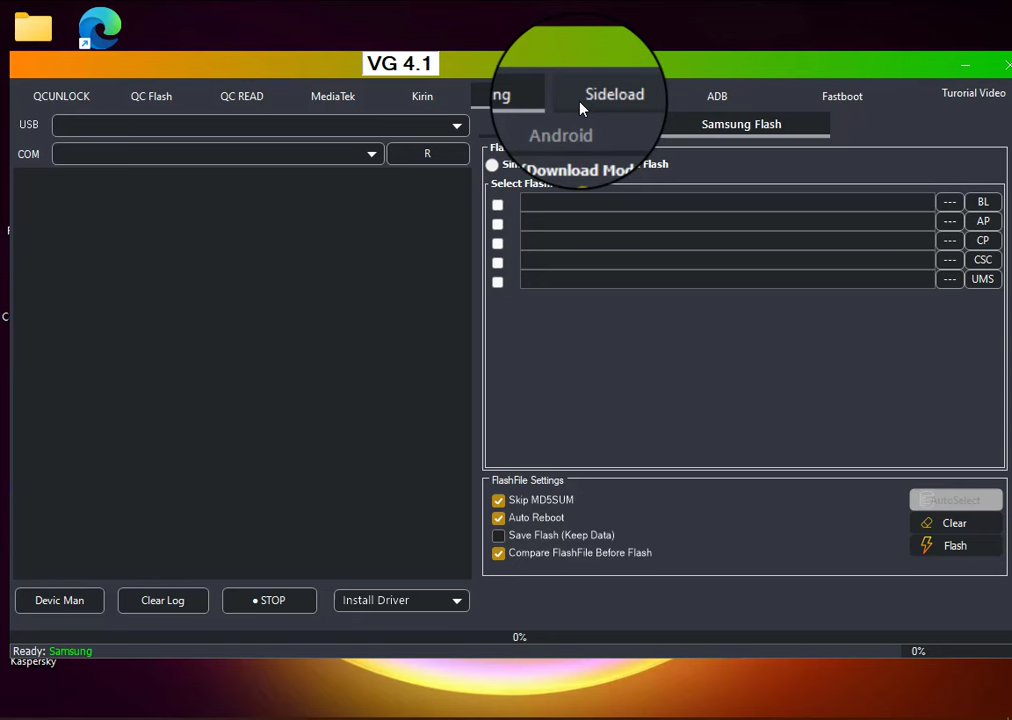 VG 4.1
QCUNLOCK QC Flash QC READ MediaTek Kirin ng Sideload ADB Fastboot Turorial Video
USB
Android
Samsung Flash
COM
R
(Download Mod Flash
Select Flash
--- BL
--- AP
--- CP
--- CSC
--- UMS
FlashFile Settings
Skip MD5SUM
AutoSelect
Auto Reboot
Clear
Save Flash (Keep Data)
Flash
Compare FlashFile Before Flash
Devic Man
Clear Log
● STOP
Install Driver
0%
Ready: Samsung
0%
Kaspersky